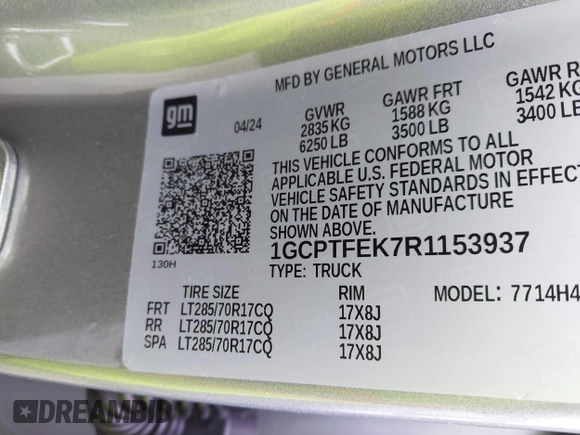 MFD BY GENERAL MOTORS LLC
gm
04/24
GVWR
2835 KG
6250 LB
GAWR FRT
1588 KG
3500 LB
GAWR R
1542 KG
3400 LB
THIS VEHICLE CONFORMS TO ALL
APPLICABLE U.S. FEDERAL MOTOR
VEHICLE SAFETY STANDARDS IN EFFECT
ON THE DATE OF MANUFACTURE
SHOWN ABOVE.
130H
1GCPTFEK7R1153937
TYPE: TRUCK
MODEL: 7714H4
TIRE SIZE RIM
FRT LT285/70R17CQ 17X8J
RR LT285/70R17CQ 17X8J
SPA LT285/70R17CQ 17X8J
DREAMBID